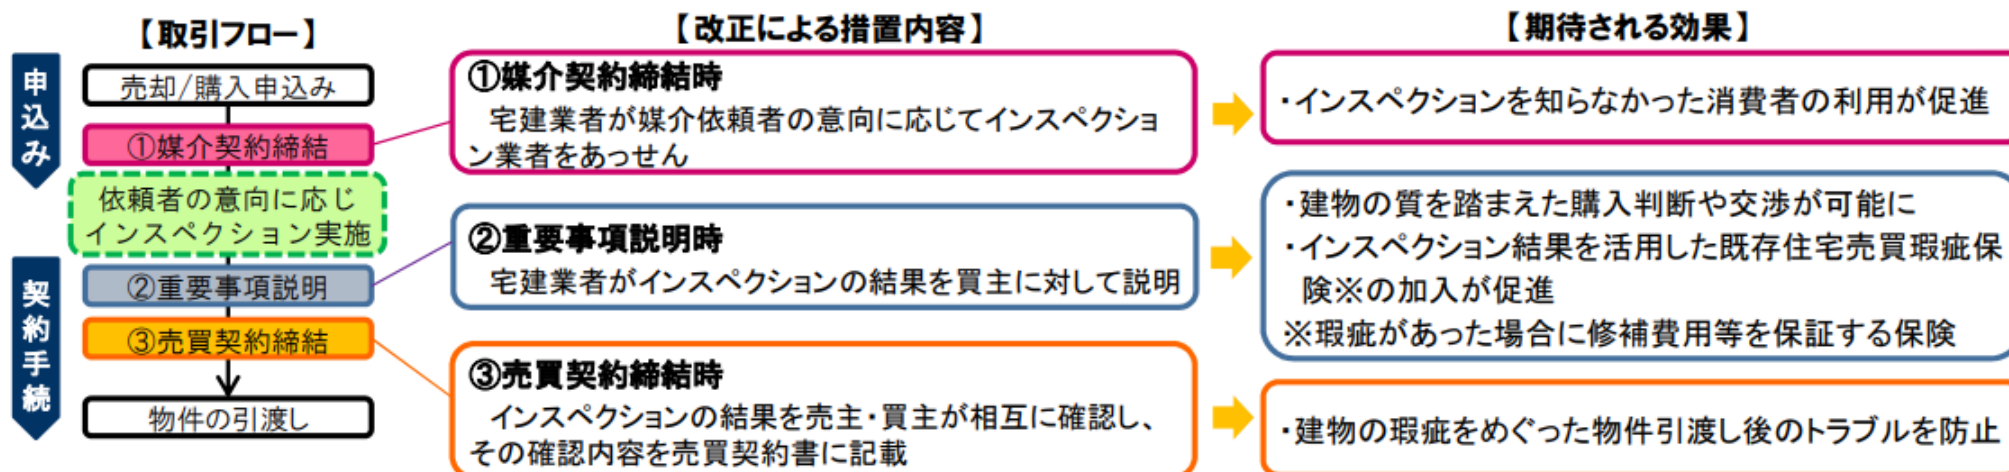 【取引フロー】
申込み
売却/購入申込み
①媒介契約締結
依頼者の意向に応じ
インスペクション実施
契約手続
②重要事項説明
③売買契約締結
物件の引渡し
【改正による措置内容】
①媒介契約締結時
宅建業者が媒介依頼者の意向に応じてインスペクショ
ン業者をあっせん
②重要事項説明時
宅建業者がインスペクションの結果を買主に対して説明
③売買契約締結時
インスペクションの結果を売主・買主が相互に確認し、
その確認内容を売買契約書に記載
【期待される効果】
・インスペクションを知らなかった消費者の利用が促進
・建物の質を踏まえた購入判断や交渉が可能に
・インスペクション結果を活用した既存住宅売買瑕疵保
険※の加入が促進
※瑕疵があった場合に修補費用等を保証する保険
・建物の瑕疵をめぐった物件引渡し後のトラブルを防止